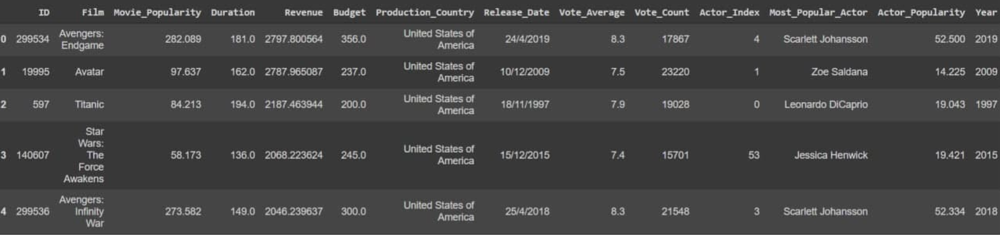 ID Film Movie_Popularity Duration Revenue Budget Production_Country Release_Date Vote_Average Vote_Count Actor_Index Most_Popular_Actor Actor_Popularity Year
0 299534 Avengers: Endgame 282.089 181.0 2797.800564 356.0 United States of America 24/4/2019 8.3 17867 4 Scarlett Johansson 52.500 2019
1 19995 Avatar 97.637 162.0 2787.965087 237.0 United States of America 10/12/2009 7.5 23220 1 Zoe Saldana 14.225 2009
2 597 Titanic 84.213 194.0 2187.463944 200.0 United States of America 18/11/1997 7.9 19028 0 Leonardo DiCaprio 19.043 1997
3 140607 Star Wars: The Force Awakens 58.173 136.0 2068.223624 245.0 United States of America 15/12/2015 7.4 15701 53 Jessica Henwick 19.421 2015
4 299536 Avengers: Infinity War 273.582 149.0 2046.239637 300.0 United States of America 25/4/2018 8.3 21548 3 Scarlett Johansson 52.334 2018